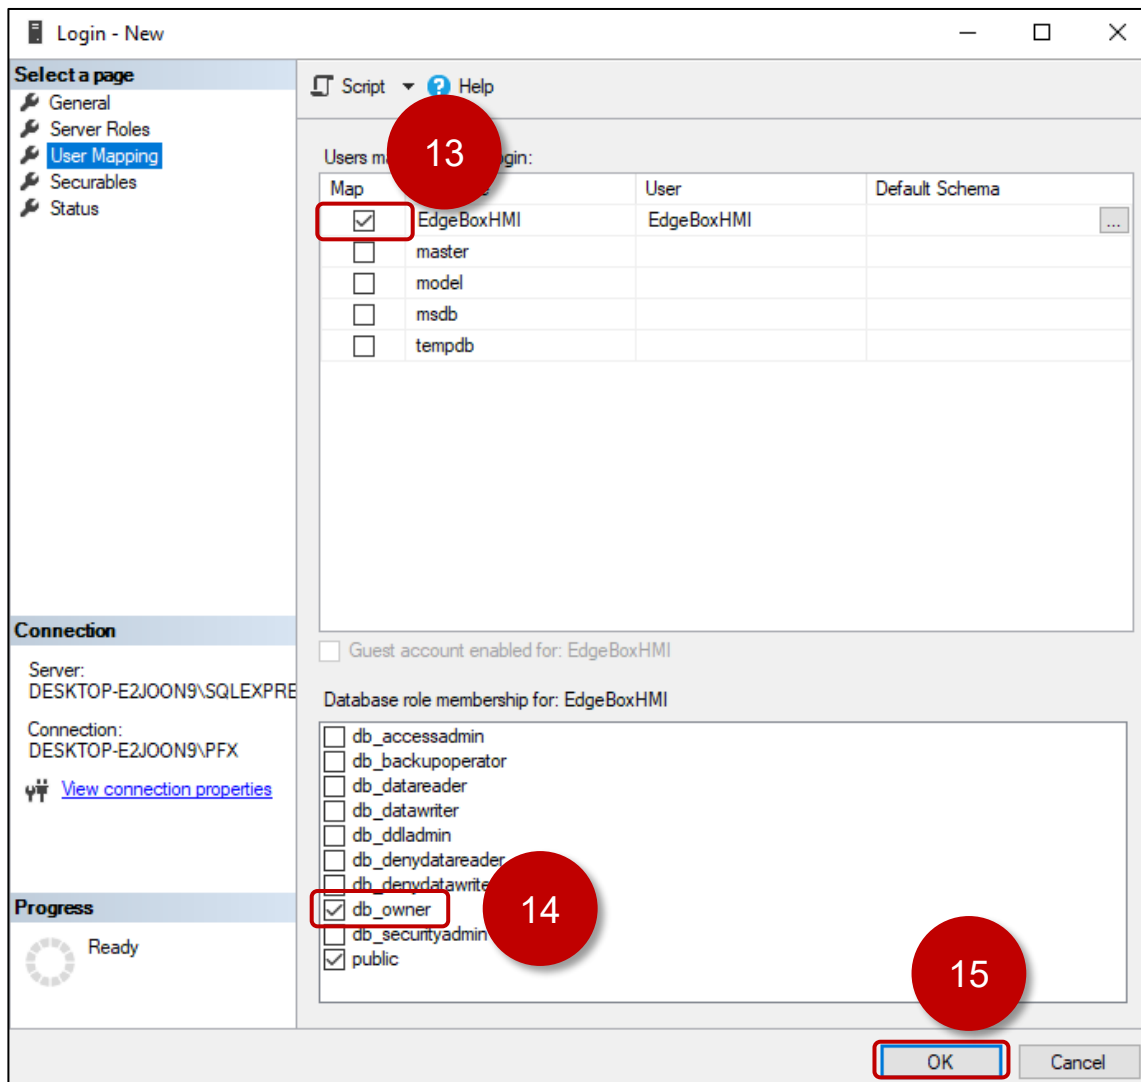 Login - New
Select a page
General
Server Roles
User Mapping
Securables
Status
Script
Help
13
Users
Map
User
Default Schema
EdgeBoxHMI
EdgeBoxHMI
...
master
model
msdb
tempdb
Guest account enabled for: EdgeBoxHMI
Connection
Server:
DESKTOP-E2JOON9\SQLEXPRE
Connection:
DESKTOP-E2JOON9\PFX
View connection properties
Database role membership for: EdgeBoxHMI
db_accessadmin
db_backupoperator
db_datareader
db_datawriter
db_ddladmin
db_denydatareader
db_denydatawrite
db_owner
14
db_securityadmin
public
Progress
Ready
15
OK
Cancel